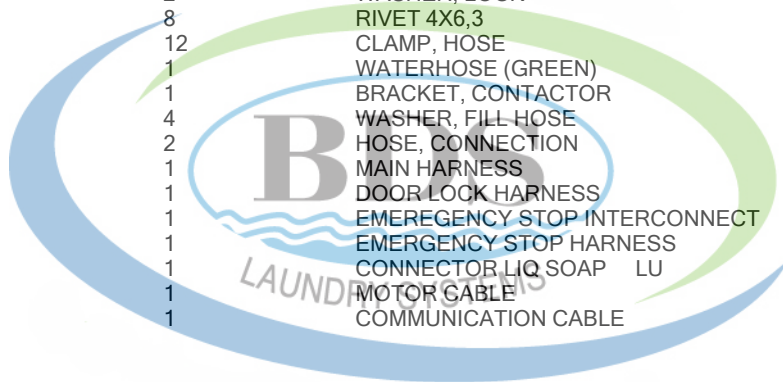 8 RIVET 4X6,3
12 CLAMP, HOSE
1 WATERHOSE (GREEN)
1 BRACKET, CONTACTOR
4 WASHER, FILL HOSE
2 HOSE, CONNECTION
1 MAIN HARNESS
1 DOOR LOCK HARNESS
1 EMEREGENCY STOP INTERCONNECT
1 EMERGENCY STOP HARNESS
1 CONNECTOR LIQ SOAP LU
1 MOTOR CABLE
1 COMMUNICATION CABLE
BDS
LAUNDRY SYSTEMS